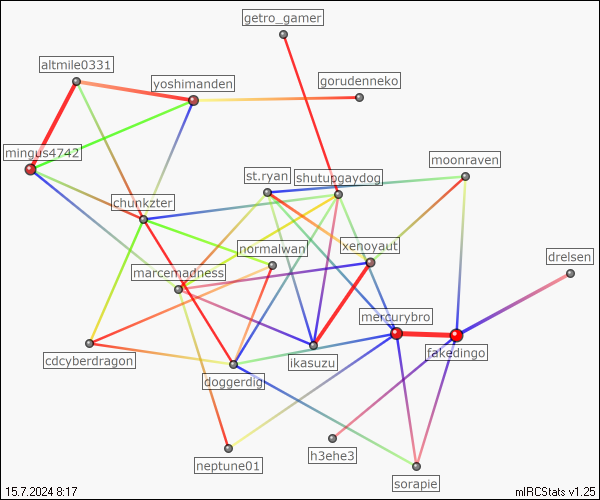 getro_gamer
altmile0331
yoshimanden
gorudenneko
mingus4742
moonraven
st.ryan
shutupgaydog
chunkzter
normalwan
xenoyaut
drelsen
marcemadness
mercurybro
cdcyberdragon
ikasuzu
fakedingo
doggerdig
neptune01
h3ehe3
sorapie
15.7.2024 8:17
mIRCStats v1.25